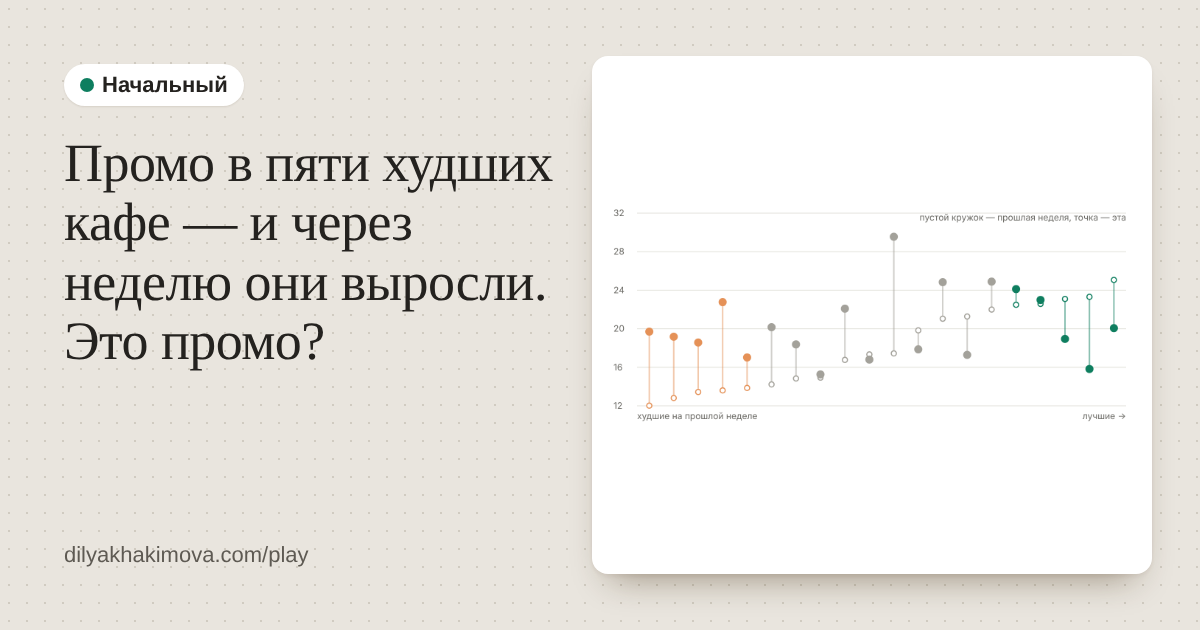 Начальный
Промо в пяти худших
кафе — и через
неделю они выросли.
Это промо?
dilyakhakimova.com/play
пустой кружок — прошлая неделя, точка — эта
32
28
24
20
16
12
худшие на прошлой неделе
лучшие →